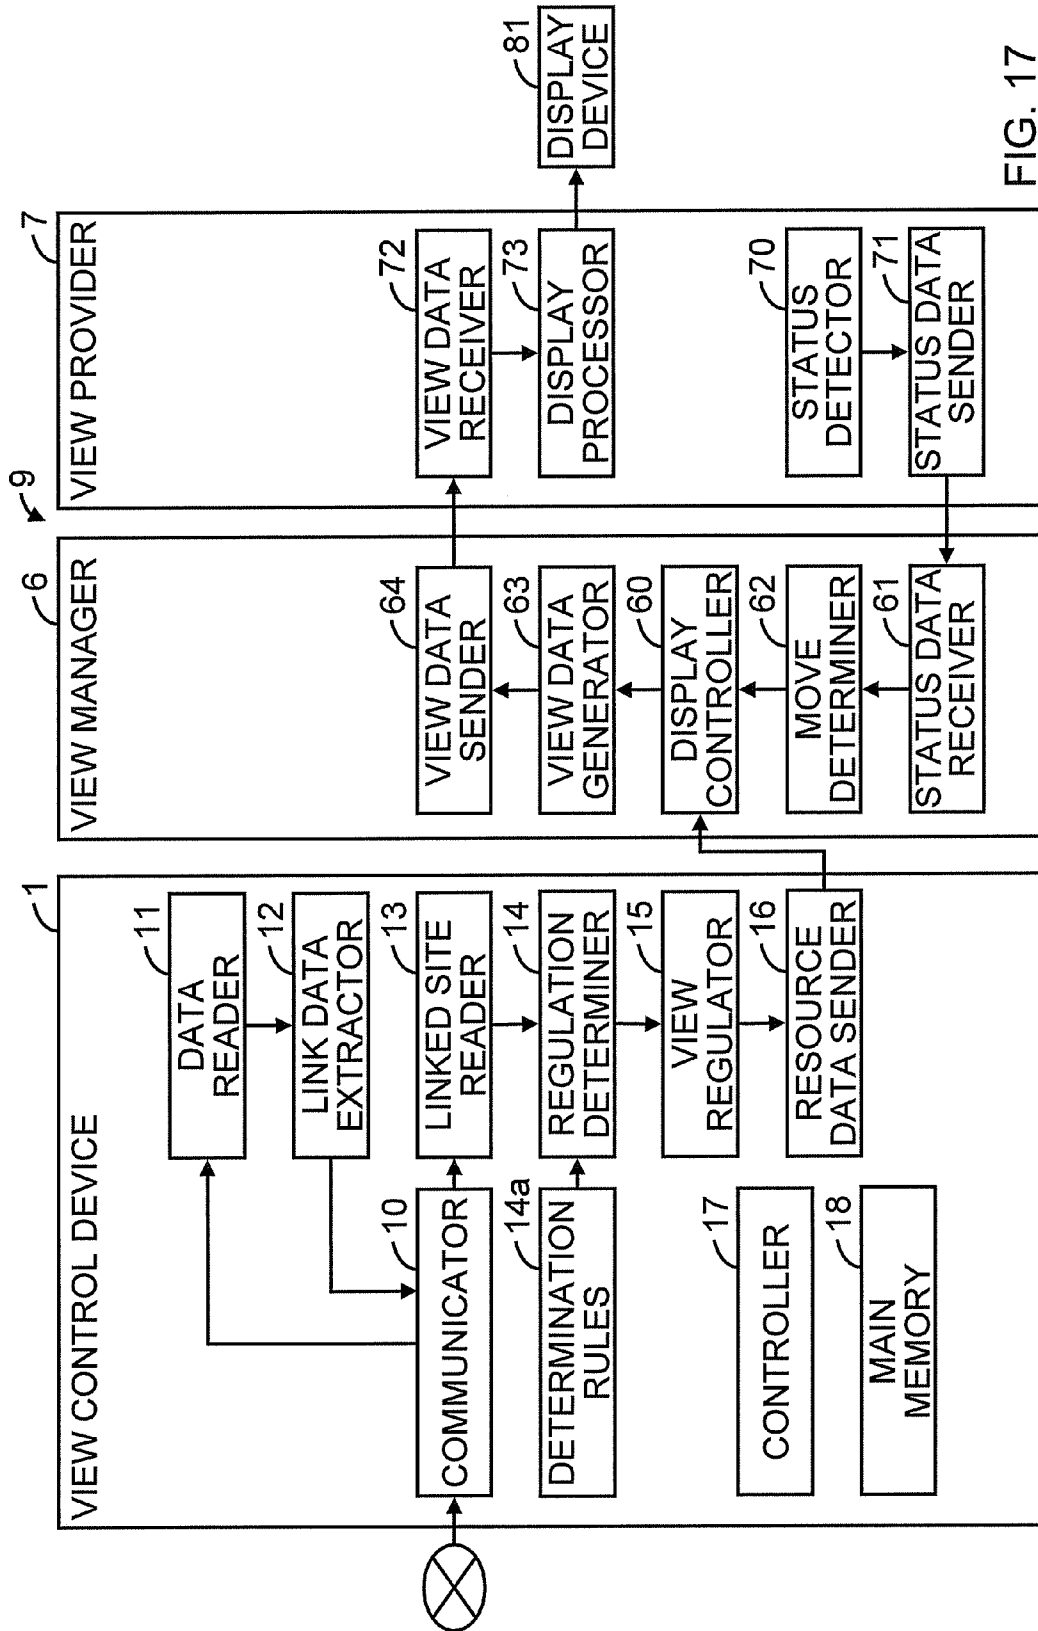 9
VIEW CONTROL DEVICE
1
DATA
READER
11
LINK DATA
EXTRACTOR
12
COMMUNICATOR
10
LINKED SITE
READER
13
DETERMINATION
RULES
14a
REGULATION
DETERMINER
14
CONTROLLER
17
VIEW
REGULATOR
15
MAIN
MEMORY
18
RESOURCE
DATA SENDER
16
VIEW MANAGER
6
VIEW DATA
SENDER
64
VIEW DATA
GENERATOR
63
DISPLAY
CONTROLLER
60
MOVE
DETERMINER
62
STATUS DATA
RECEIVER
61
VIEW PROVIDER
7
VIEW DATA
RECEIVER
72
DISPLAY
PROCESSOR
73
STATUS
DETECTOR
70
STATUS DATA
SENDER
71
DISPLAY
DEVICE
81
FIG. 17